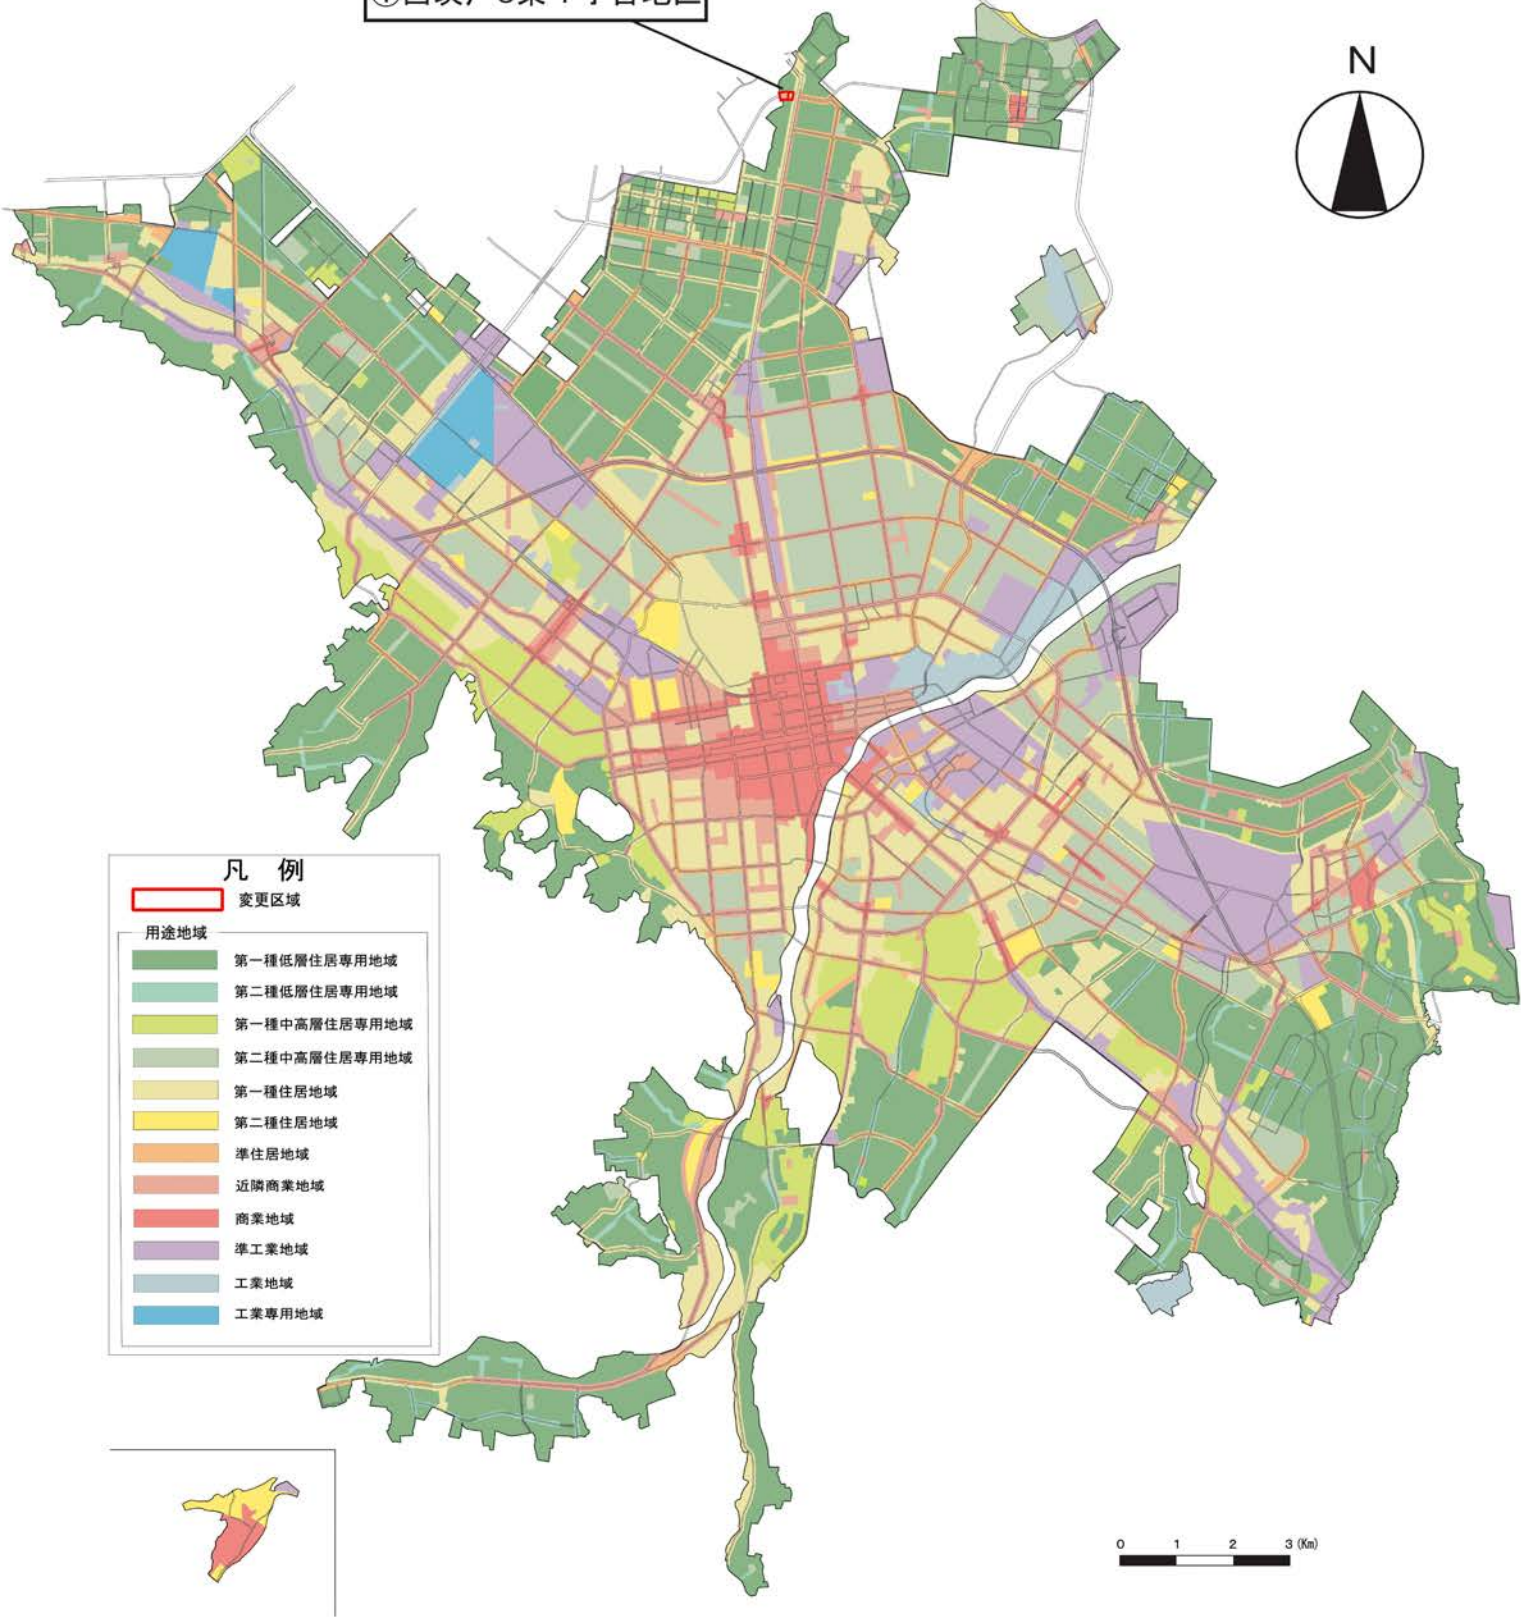 N
凡 例
変更区域
用途地域
第一種低層住居専用地域
第二種低層住居専用地域
第一種中高層住居専用地域
第二種中高層住居専用地域
第一種住居地域
第二種住居地域
準住居地域
近隣商業地域
商業地域
準工業地域
工業地域
工業専用地域
0 1 2 3 (Km)